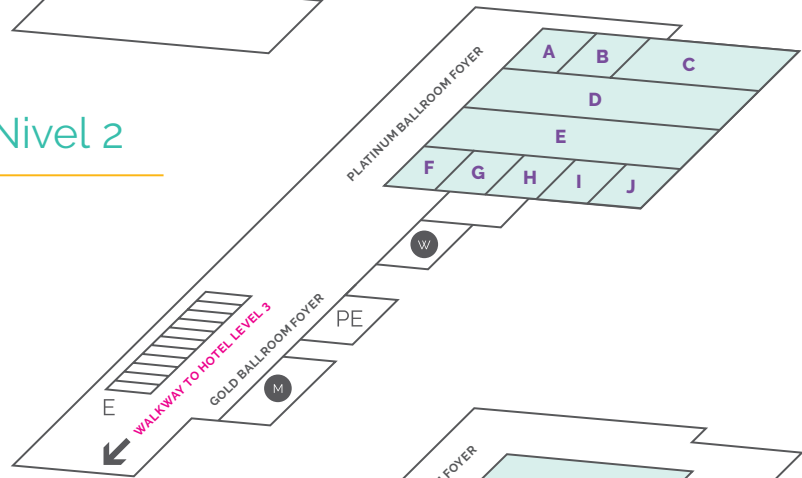 Nivel 2
PLATINUM BALLROOM FOYER
A
B
C
D
E
F
G
H
I
J
W
PE
GOLD BALLROOM FOYER
WALKWAY TO HOTEL LEVEL 3
M
E
FOYER